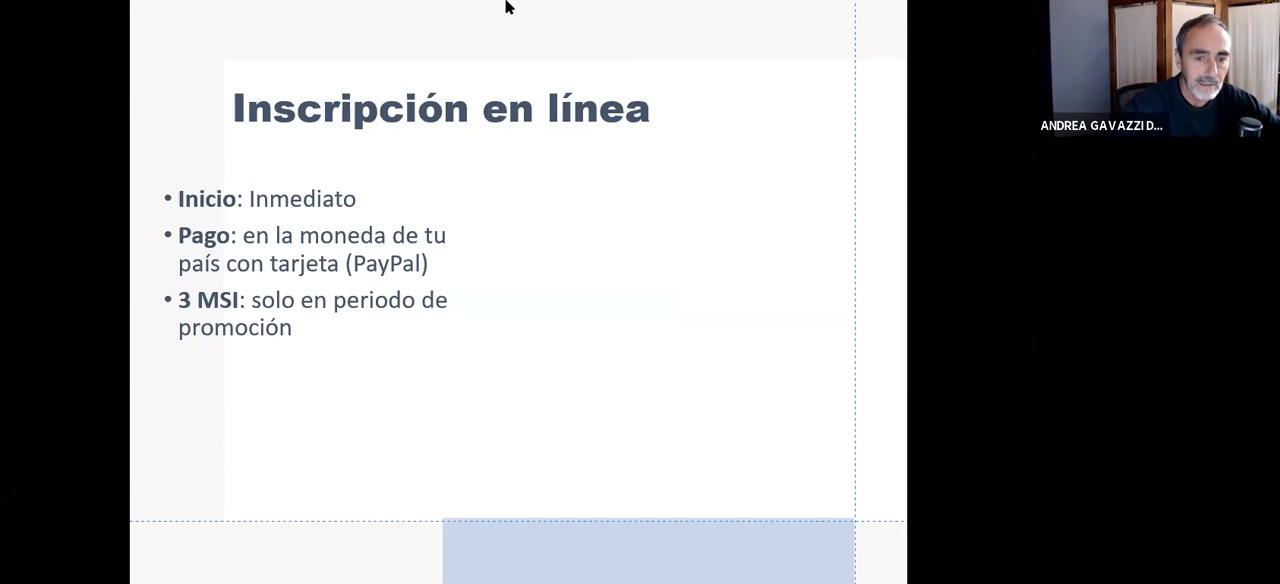 Inscripción en línea
• Inicio: Inmediato
• Pago: en la moneda de tu
país con tarjeta (PayPal)
• 3 MSI: solo en periodo de
promoción
ANDREA GAVAZZI D...